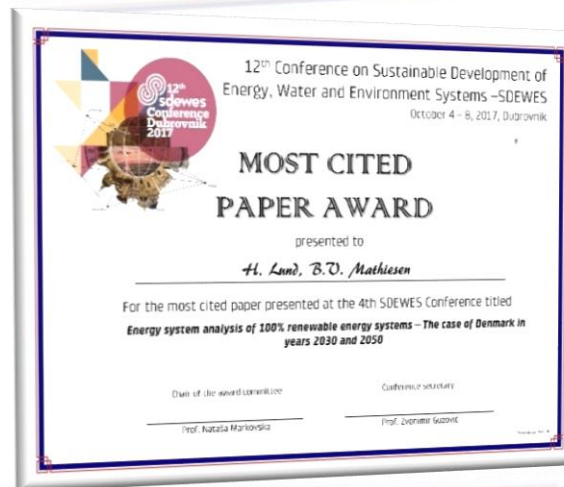 12th
sdewes
Conference
Dubrovnik
2017
12th Conference on Sustainable Development of
Energy, Water and Environment Systems –SDEWES
October 4 – 8, 2017, Dubrovnik
MOST CITED
PAPER AWARD
presented to
H. Lund, B.V. Mathiesen
For the most cited paper presented at the 4th SDEWES Conference titled
Energy system analysis of 100% renewable energy systems – The case of Denmark in
years 2030 and 2050
Chair of the award committee
Conference secretary
Prof. Nataša Markovska
Prof. Zvonimir Guzović